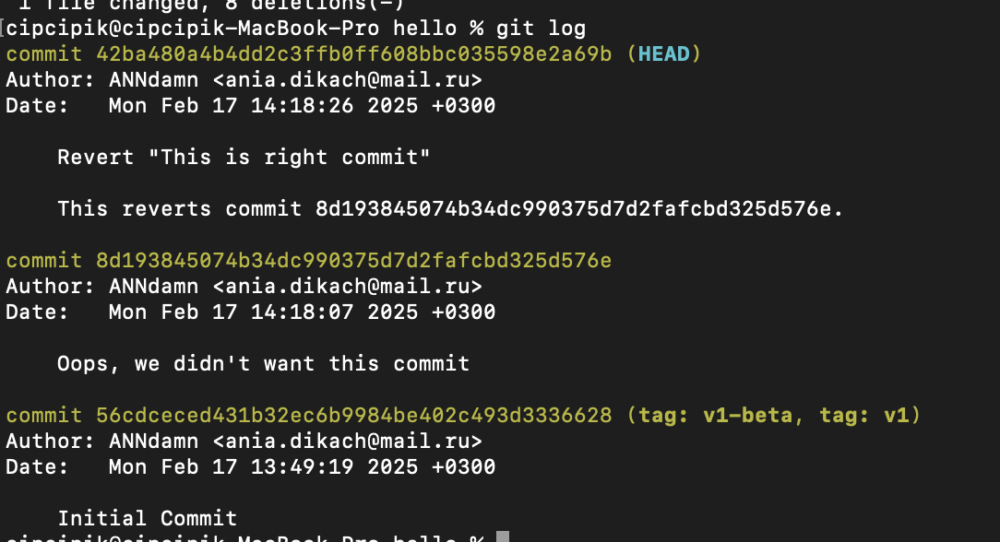 1 file changed, 8 deletions(-)
cipcipik@cipcipik-MacBook-Pro hello % git log
commit 42ba480a4b4dd2c3ffb0ff608bbc035598e2a69b (HEAD)
Author: ANNdamn <ania.dikach@mail.ru>
Date:   Mon Feb 17 14:18:26 2025 +0300
Revert "This is right commit"
This reverts commit 8d193845074b34dc990375d7d2fafcbd325d576e.
commit 8d193845074b34dc990375d7d2fafcbd325d576e
Author: ANNdamn <ania.dikach@mail.ru>
Date:   Mon Feb 17 14:18:07 2025 +0300
Oops, we didn't want this commit
commit 56cdceced431b32ec6b9984be402c493d3336628 (tag: v1-beta, tag: v1)
Author: ANNdamn <ania.dikach@mail.ru>
Date:   Mon Feb 17 13:49:19 2025 +0300
Initial Commit
cipcipik@cipcipik-MacBook-Pro hello %